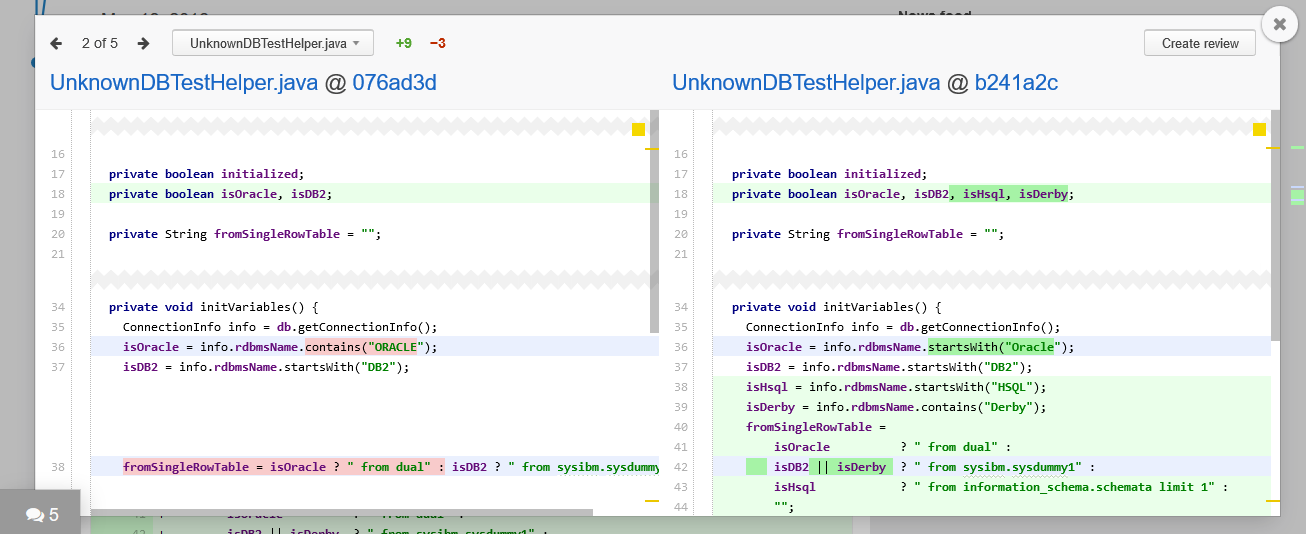 2 of 5
UnknownDBTestHelper.java
+9 −3
Create review
UnknownDBTestHelper.java @ 076ad3d
16
17 private boolean initialized;
18 private boolean isOracle, isDB2;
19
20 private String fromSingleRowTable = "";
21
34 private void initVariables() {
35 ConnectionInfo info = db.getConnectionInfo();
36 isOracle = info.rdbmsName.contains("ORACLE");
37 isDB2 = info.rdbmsName.startsWith("DB2");
38 fromSingleRowTable = isOracle ? " from dual" : isDB2 ? " from sysibm.sysdummy
UnknownDBTestHelper.java @ b241a2c
16
17 private boolean initialized;
18 private boolean isOracle, isDB2, isHsql, isDerby;
19
20 private String fromSingleRowTable = "";
21
34 private void initVariables() {
35 ConnectionInfo info = db.getConnectionInfo();
36 isOracle = info.rdbmsName.startsWith("Oracle");
37 isDB2 = info.rdbmsName.startsWith("DB2");
38 isHsql = info.rdbmsName.startsWith("HSQL");
39 isDerby = info.rdbmsName.contains("Derby");
40 fromSingleRowTable =
41 isOracle ? " from dual" :
42 isDB2 || isDerby ? " from sysibm.sysdummy1" :
43 isHsql ? " from information_schema.schemata limit 1" :
44 "";
5